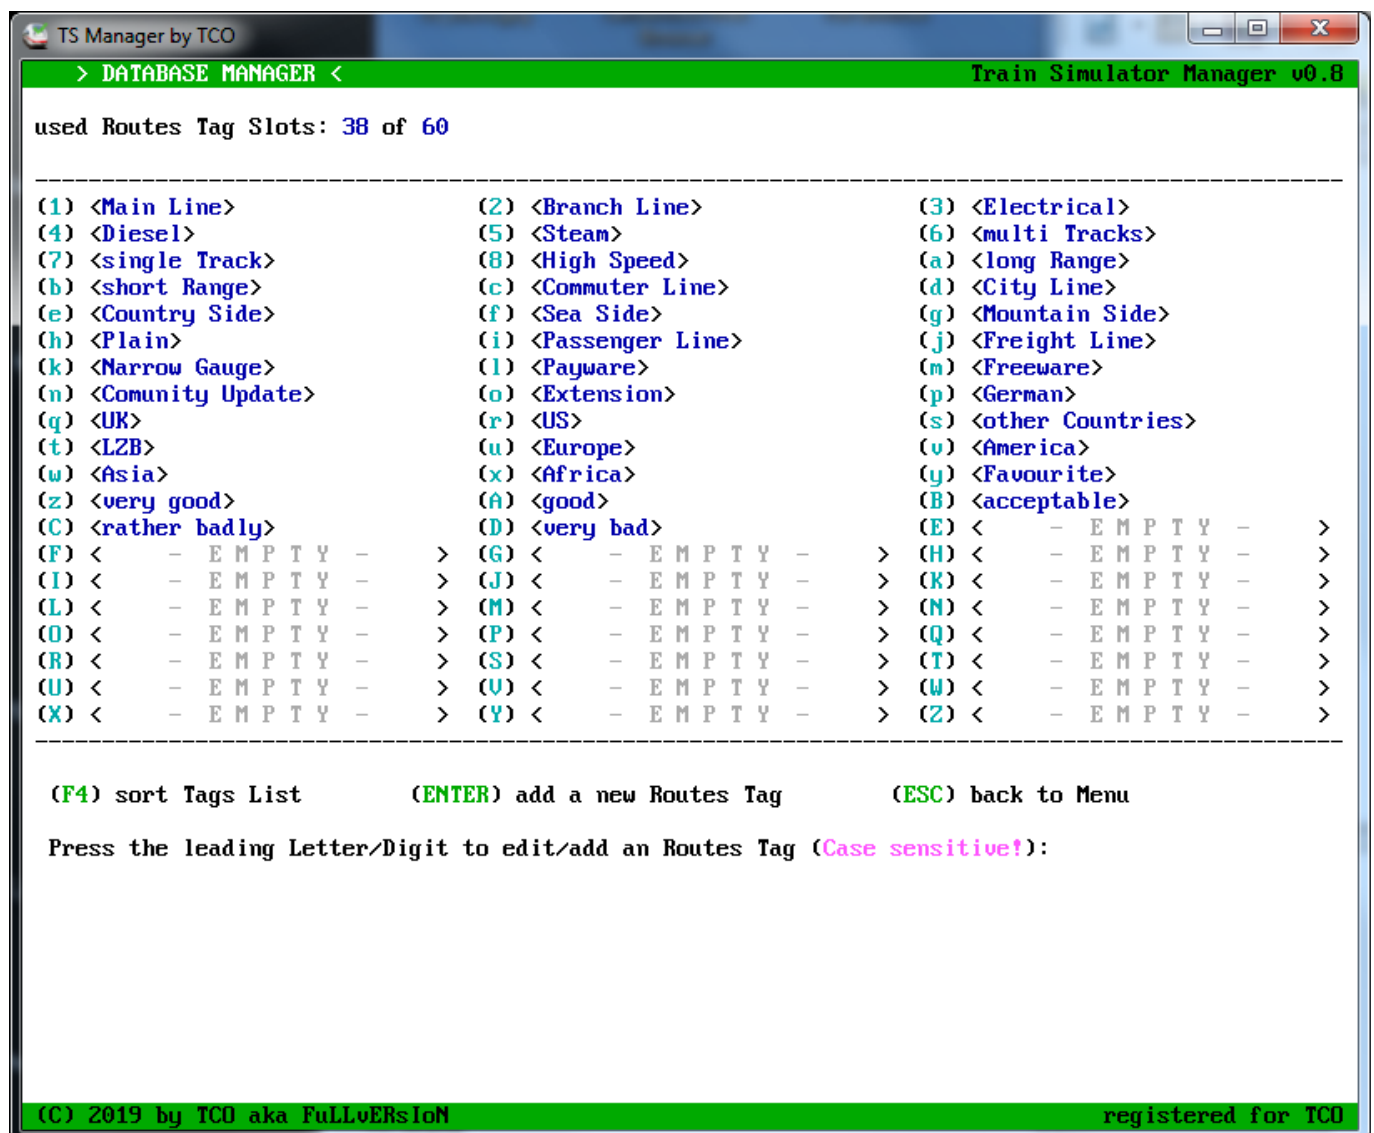 TS Manager by TCO
> DATABASE MANAGER < Train Simulator Manager v0.8
used Routes Tag Slots: 38 of 60
(1) <Main Line> (2) <Branch Line> (3) <Electrical>
(4) <Diesel> (5) <Steam> (6) <multi Tracks>
(7) <single Track> (8) <High Speed> (a) <long Range>
(b) <short Range> (c) <Commuter Line> (d) <City Line>
(e) <Country Side> (f) <Sea Side> (g) <Mountain Side>
(h) <Plain> (i) <Passenger Line> (j) <Freight Line>
(k) <Narrow Gauge> (l) <Payware> (m) <Freeware>
(n) <Comunity Update> (o) <Extension> (p) <German>
(q) <UK> (r) <US> (s) <other Countries>
(t) <LZB> (u) <Europe> (v) <America>
(w) <Asia> (x) <Africa> (y) <Favourite>
(z) <very good> (A) <good> (B) <acceptable>
(C) <rather badly> (D) <very bad> (E) < - E M P T Y - >
(F) < - E M P T Y - > (G) < - E M P T Y - > (H) < - E M P T Y - >
(I) < - E M P T Y - > (J) < - E M P T Y - > (K) < - E M P T Y - >
(L) < - E M P T Y - > (M) < - E M P T Y - > (N) < - E M P T Y - >
(O) < - E M P T Y - > (P) < - E M P T Y - > (Q) < - E M P T Y - >
(R) < - E M P T Y - > (S) < - E M P T Y - > (T) < - E M P T Y - >
(U) < - E M P T Y - > (V) < - E M P T Y - > (W) < - E M P T Y - >
(X) < - E M P T Y - > (Y) < - E M P T Y - > (Z) < - E M P T Y - >
(F4) sort Tags List (ENTER) add a new Routes Tag (ESC) back to Menu
Press the leading Letter/Digit to edit/add an Routes Tag (Case sensitive!):
(C) 2019 by TCO aka FuLLvERsIoN registered for TCO